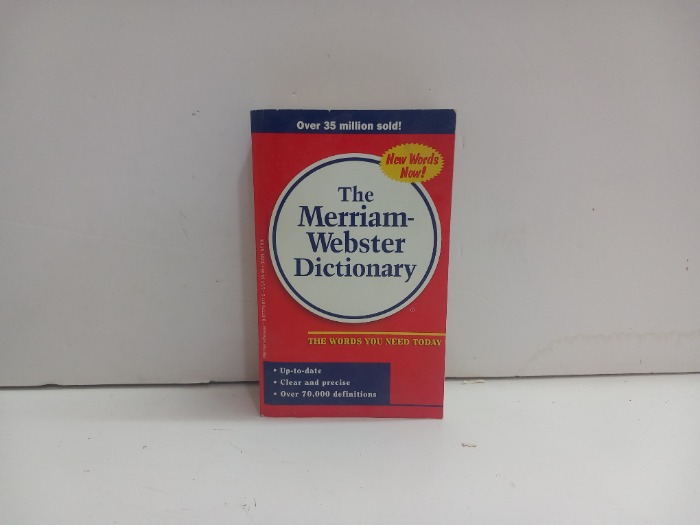 Over 35 million sold!
New Words
Now!
The
Merriam-
Webster
Dictionary
THE WORDS YOU NEED TODAY
• Up-to-date
• Clear and precise
• Over 70,000 definitions